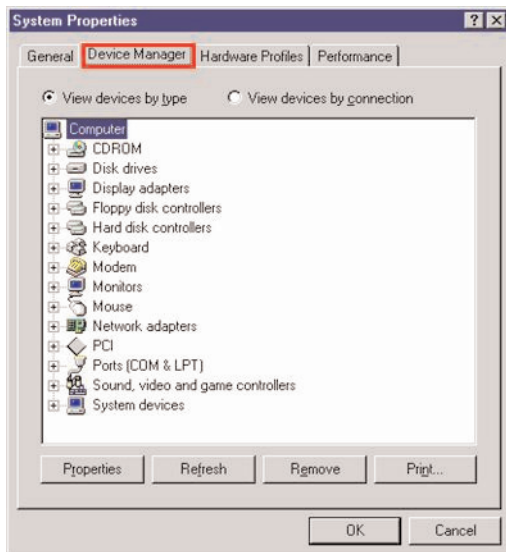 System Properties
General Device Manager Hardware Profiles Performance
View devices by type View devices by connection
Computer
CDROM
Disk drives
Display adapters
Floppy disk controllers
Hard disk controllers
Keyboard
Modem
Monitors
Mouse
Network adapters
PCI
Ports (COM & LPT)
Sound, video and game controllers
System devices
Properties Refresh Remove Print...
OK Cancel